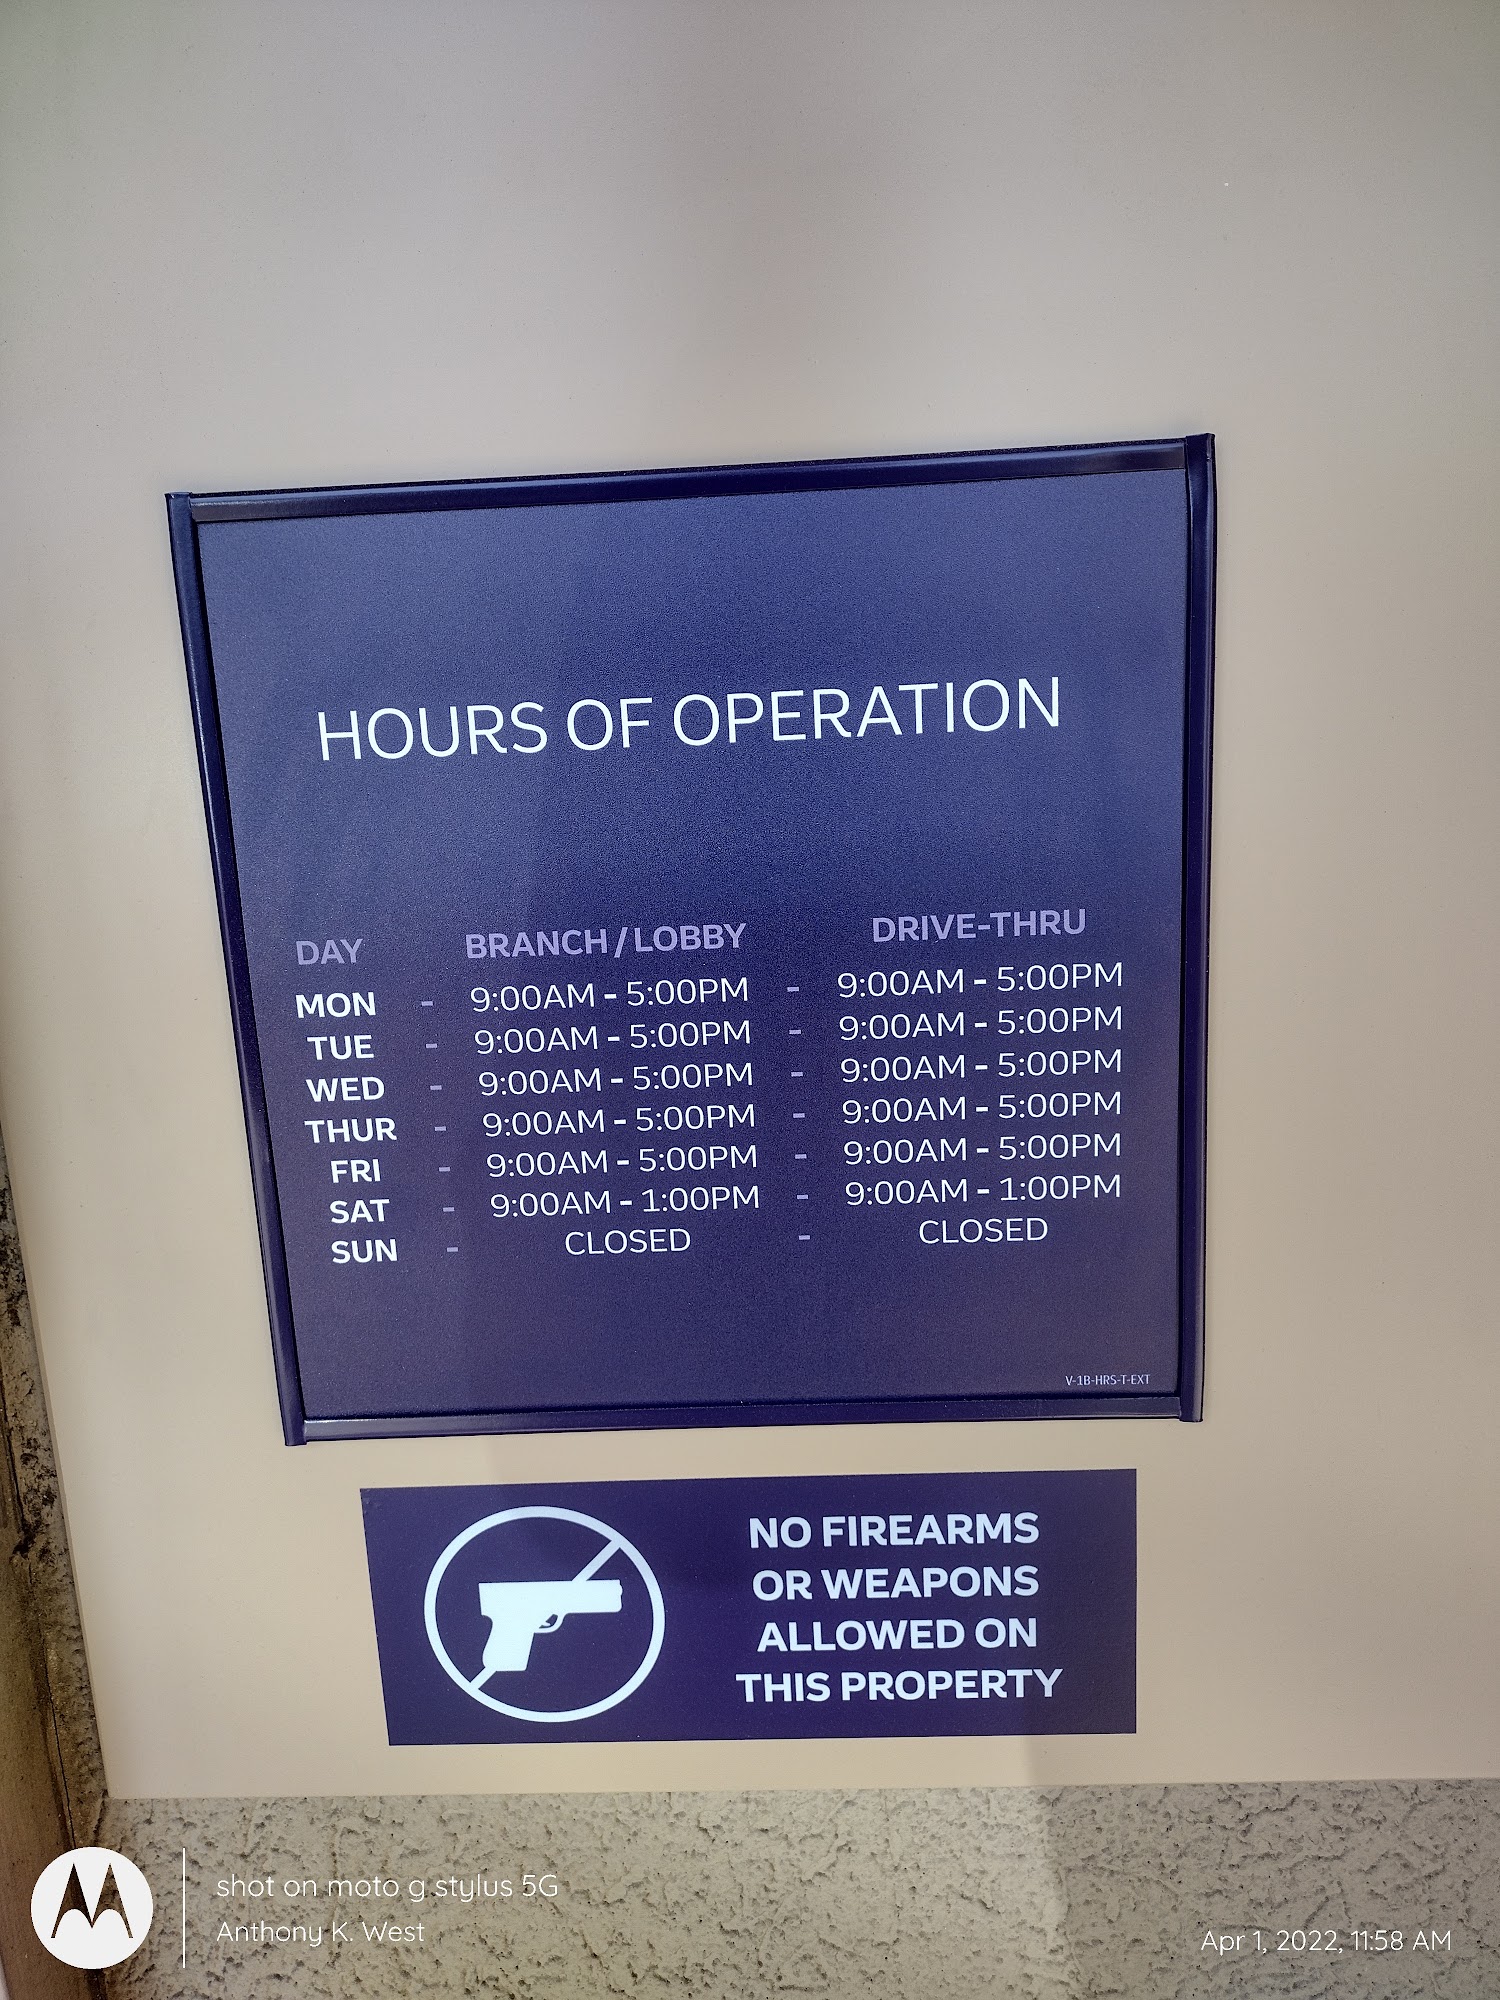 HOURS OF OPERATION
DAY BRANCH/LOBBY DRIVE-THRU
MON - 9:00AM - 5:00PM - 9:00AM - 5:00PM
TUE - 9:00AM - 5:00PM - 9:00AM - 5:00PM
WED - 9:00AM - 5:00PM - 9:00AM - 5:00PM
THUR - 9:00AM - 5:00PM - 9:00AM - 5:00PM
FRI - 9:00AM - 5:00PM - 9:00AM - 5:00PM
SAT - 9:00AM - 1:00PM - 9:00AM - 1:00PM
SUN - CLOSED - CLOSED
V-1B-HRS-T-EXT
NO FIREARMS
OR WEAPONS
ALLOWED ON
THIS PROPERTY
shot on moto g stylus 5G
Anthony K. West
Apr 1, 2022, 11:58 AM